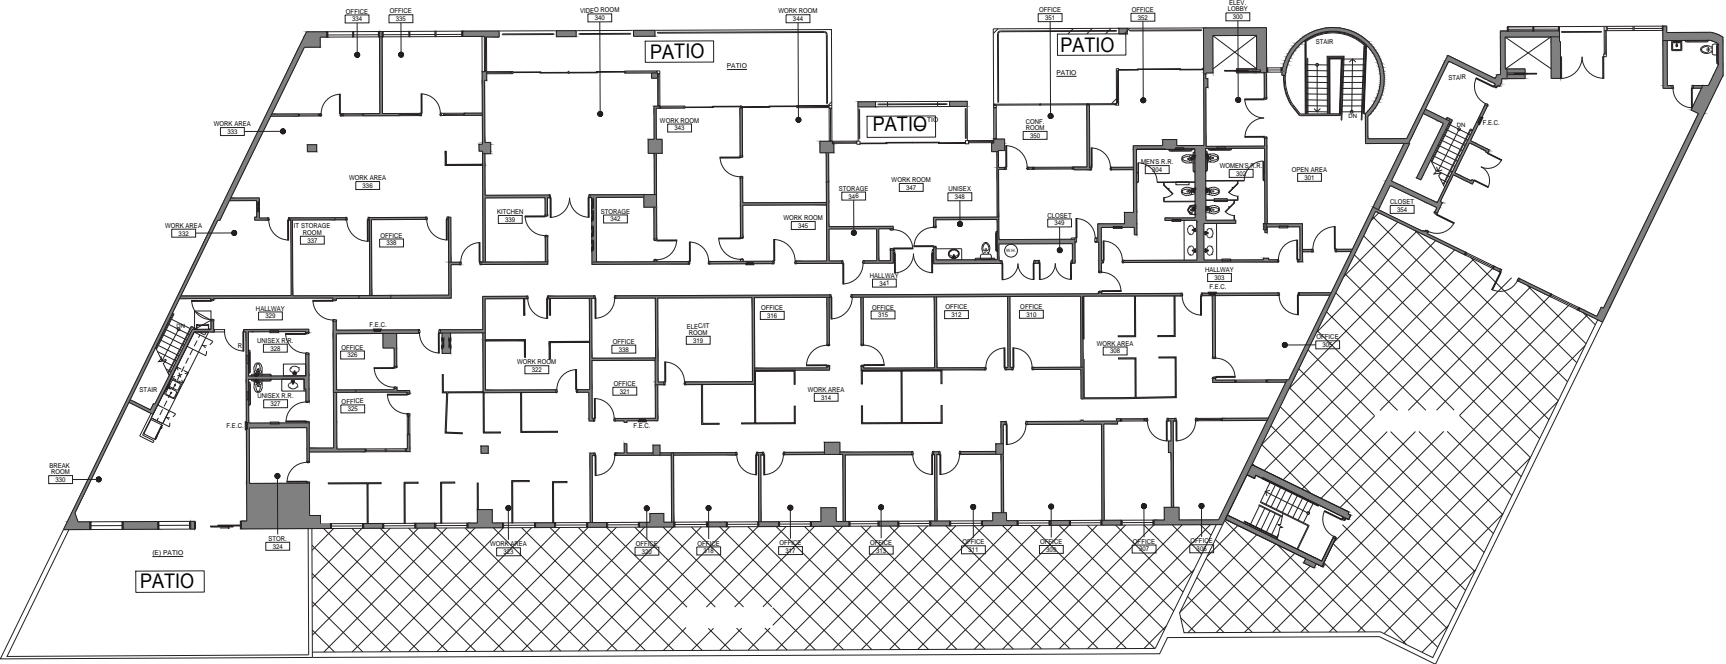 OFFICE
334
OFFICE
335
VIDEO ROOM
340
WORK ROOM
344
OFFICE
351
OFFICE
352
ELEV.
LOBBY
300
PATIO
PATIO
PATIO
PATIO
STAIR
DN
STAIR
DN
F.E.C.
WORK AREA
333
WORK ROOM
343
PATIO
CONF.
ROOM
350
MEN'S R.R.
304
WOMEN'S R.R.
302
OPEN AREA
301
WORK AREA
336
WORK ROOM
347
STORAGE
346
UNISEX
348
CLOSET
354
WORK AREA
332
IT STORAGE
ROOM
337
OFFICE
338
KITCHEN
339
STORAGE
342
WORK ROOM
345
CLOSET
349
W.H.
HALLWAY
341
HALLWAY
303
F.E.C.
HALLWAY
329
DN
F.E.C.
UNISEX R.R.
328
OFFICE
326
WORK ROOM
322
OFFICE
338
ELEC/IT
ROOM
319
OFFICE
316
OFFICE
315
OFFICE
312
OFFICE
310
WORK AREA
308
OFFICE
STAIR
UNISEX R.R.
327
OFFICE
325
OFFICE
321
WORK AREA
314
F.E.C.
F.E.C.
BREAK
ROOM
330
STOR.
324
WORK AREA
323
OFFICE
320
OFFICE
318
OFFICE
317
OFFICE
OFFICE
311
OFFICE
OFFICE
307
OFFICE
(E) PATIO
PATIO